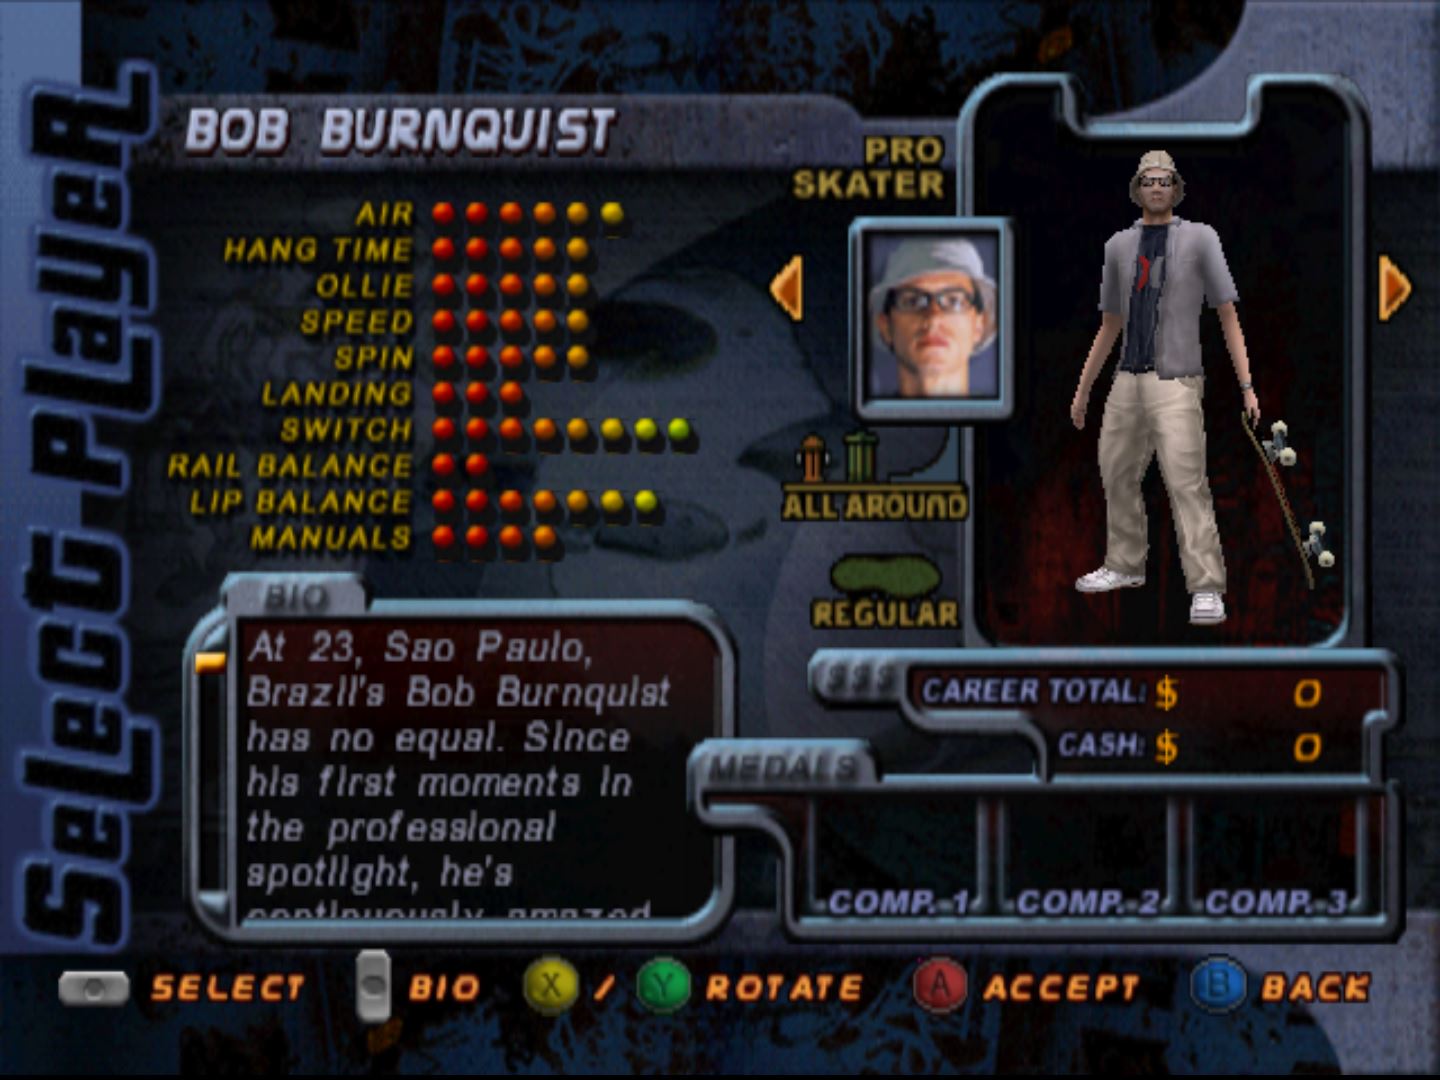 Select Player
BOB BURNQUIST
PRO
SKATER
AIR
HANG TIME
OLLIE
SPEED
SPIN
LANDING
SWITCH
RAIL BALANCE
LIP BALANCE
MANUALS
ALL AROUND
REGULAR
BIO
At 23, Sao Paulo,
Brazil's Bob Burnquist
has no equal. Since
his first moments in
the professional
spotlight, he's
continuously amazed
$$$
CAREER TOTAL: $ 0
CASH: $ 0
MEDALS
COMP. 1 COMP. 2 COMP. 3
SELECT BIO X / Y ROTATE A ACCEPT B BACK